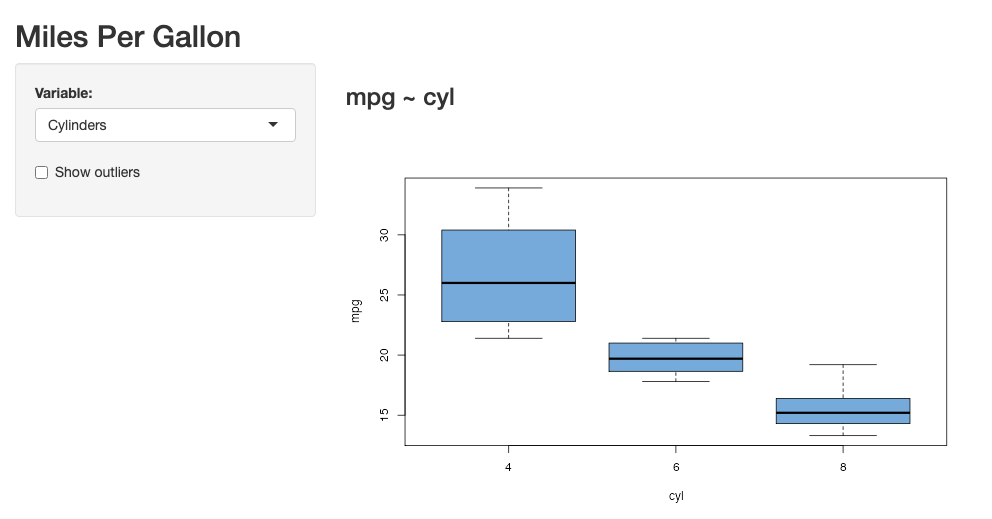 Miles Per Gallon
Variable:
Cylinders
Show outliers
mpg ~ cyl
30
25
20
15
mpg
4 6 8
cyl